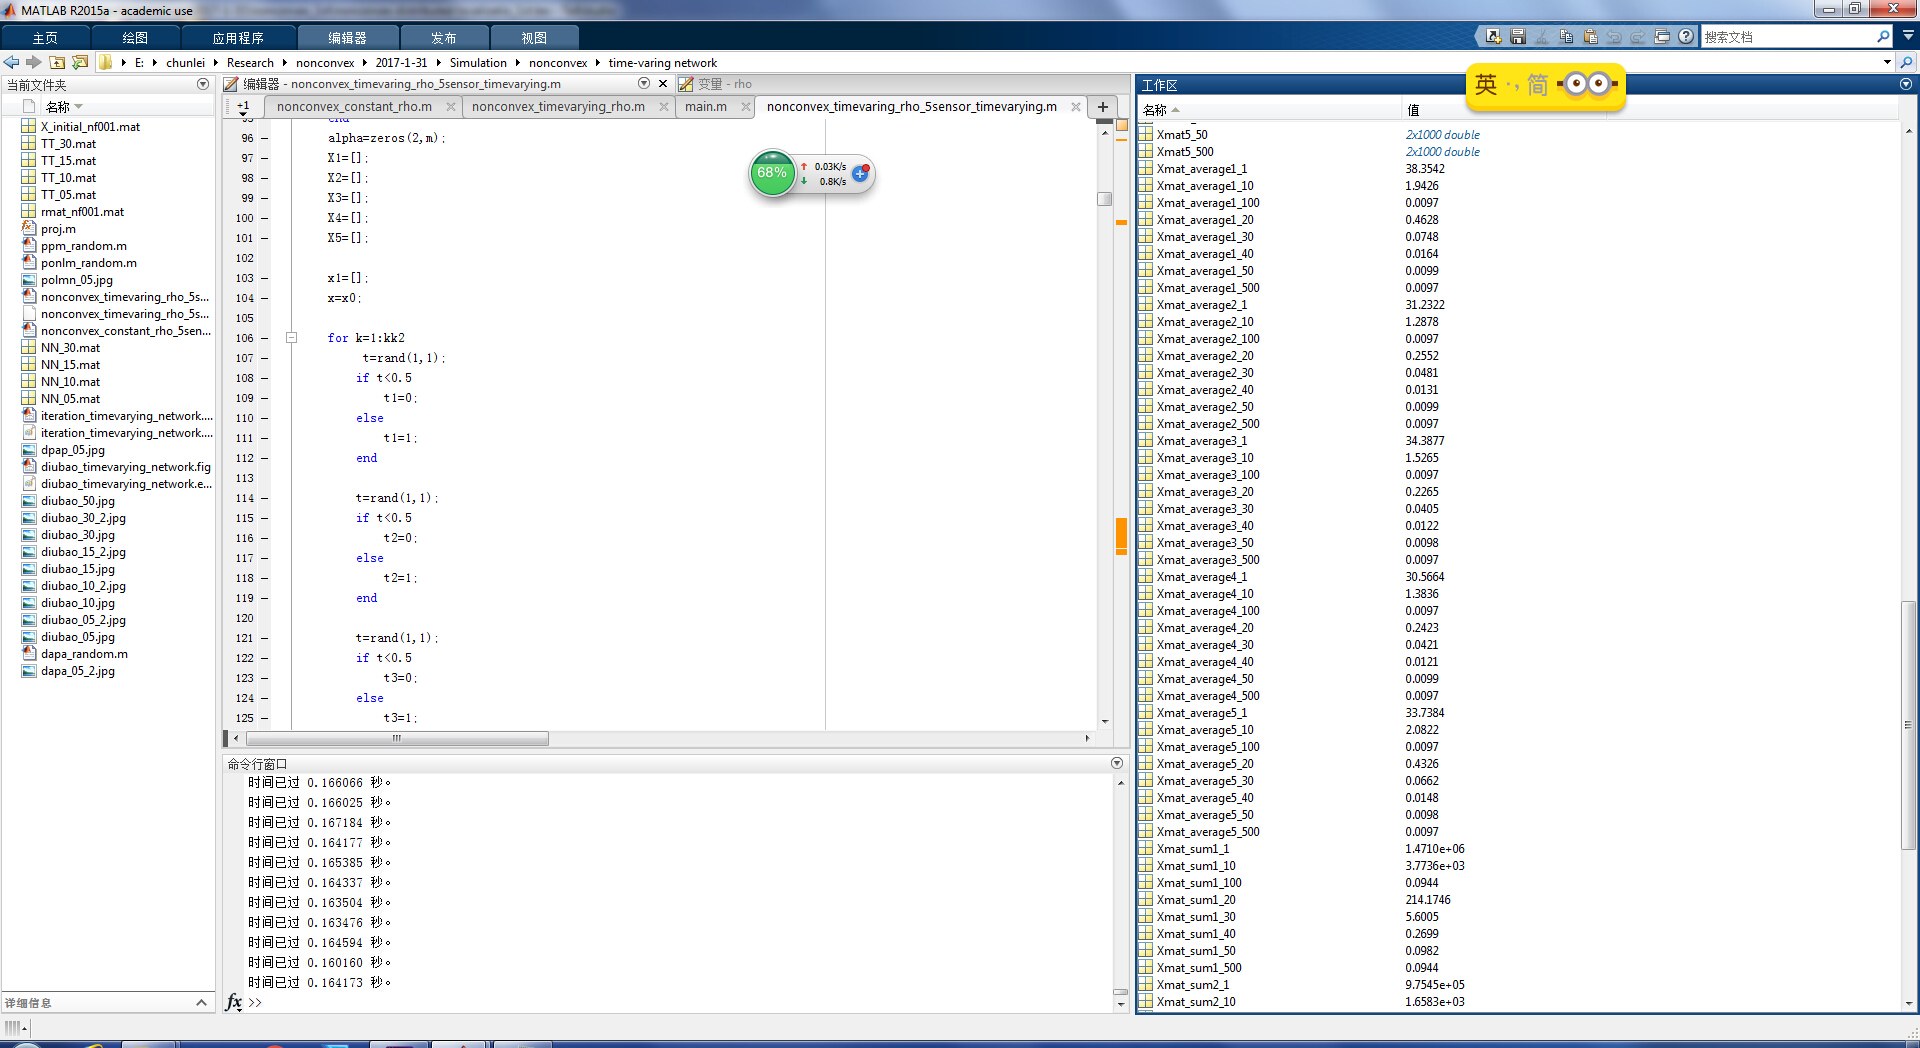 MATLAB R2015a - academic use
主页 绘图 应用程序 编辑器 发布 视图
搜索文档
E: chunlei Research nonconvex 2017-1-31 Simulation nonconvex time-varing network
当前文件夹
名称
X_initial_nf001.mat
TT_30.mat
TT_15.mat
TT_10.mat
TT_05.mat
rmat_nf001.mat
proj.m
ppm_random.m
ponlm_random.m
polmn_05.jpg
nonconvex_timevaring_rho_5s...
nonconvex_timevaring_rho_5s...
nonconvex_constant_rho_5sen...
NN_30.mat
NN_15.mat
NN_10.mat
NN_05.mat
iteration_timevarying_network....
iteration_timevarying_network....
dpap_05.jpg
diubao_timevarying_network.fig
diubao_timevarying_network.e...
diubao_50.jpg
diubao_30_2.jpg
diubao_30.jpg
diubao_15_2.jpg
diubao_15.jpg
diubao_10_2.jpg
diubao_10.jpg
diubao_05_2.jpg
diubao_05.jpg
dapa_random.m
dapa_05_2.jpg
详细信息
编辑器 - nonconvex_timevaring_rho_5sensor_timevarying.m
变量 - rho
+1 nonconvex_constant_rho.m nonconvex_timevarying_rho.m main.m nonconvex_timevaring_rho_5sensor_timevarying.m
95 end
96 alpha=zeros(2,m);
97 X1=[];
98 X2=[];
99 X3=[];
100 X4=[];
101 X5=[];
102
103 x1=[];
104 x=x0;
105
106 for k=1:kk2
107 t=rand(1,1);
108 if t<0.5
109 t1=0;
110 else
111 t1=1;
112 end
113
114 t=rand(1,1);
115 if t<0.5
116 t2=0;
117 else
118 t2=1;
119 end
120
121 t=rand(1,1);
122 if t<0.5
123 t3=0;
124 else
125 t3=1;
68% 0.03K/s
0.8K/s
命令行窗口
时间已过 0.166066 秒。
时间已过 0.166025 秒。
时间已过 0.167184 秒。
时间已过 0.164177 秒。
时间已过 0.165385 秒。
时间已过 0.164337 秒。
时间已过 0.163504 秒。
时间已过 0.163476 秒。
时间已过 0.164594 秒。
时间已过 0.160160 秒。
时间已过 0.164173 秒。
fx >>
工作区
英 ·, 简
名称 值
Xmat5_50 2x1000 double
Xmat5_500 2x1000 double
Xmat_average1_1 38.3542
Xmat_average1_10 1.9426
Xmat_average1_100 0.0097
Xmat_average1_20 0.4628
Xmat_average1_30 0.0748
Xmat_average1_40 0.0164
Xmat_average1_50 0.0099
Xmat_average1_500 0.0097
Xmat_average2_1 31.2322
Xmat_average2_10 1.2878
Xmat_average2_100 0.0097
Xmat_average2_20 0.2552
Xmat_average2_30 0.0481
Xmat_average2_40 0.0131
Xmat_average2_50 0.0099
Xmat_average2_500 0.0097
Xmat_average3_1 34.3877
Xmat_average3_10 1.5265
Xmat_average3_100 0.0097
Xmat_average3_20 0.2265
Xmat_average3_30 0.0405
Xmat_average3_40 0.0122
Xmat_average3_50 0.0098
Xmat_average3_500 0.0097
Xmat_average4_1 30.5664
Xmat_average4_10 1.3836
Xmat_average4_100 0.0097
Xmat_average4_20 0.2423
Xmat_average4_30 0.0421
Xmat_average4_40 0.0121
Xmat_average4_50 0.0099
Xmat_average4_500 0.0097
Xmat_average5_1 33.7384
Xmat_average5_10 2.0822
Xmat_average5_100 0.0097
Xmat_average5_20 0.4326
Xmat_average5_30 0.0662
Xmat_average5_40 0.0148
Xmat_average5_50 0.0098
Xmat_average5_500 0.0097
Xmat_sum1_1 1.4710e+06
Xmat_sum1_10 3.7736e+03
Xmat_sum1_100 0.0944
Xmat_sum1_20 214.1746
Xmat_sum1_30 5.6005
Xmat_sum1_40 0.2699
Xmat_sum1_50 0.0982
Xmat_sum1_500 0.0944
Xmat_sum2_1 9.7545e+05
Xmat_sum2_10 1.6583e+03